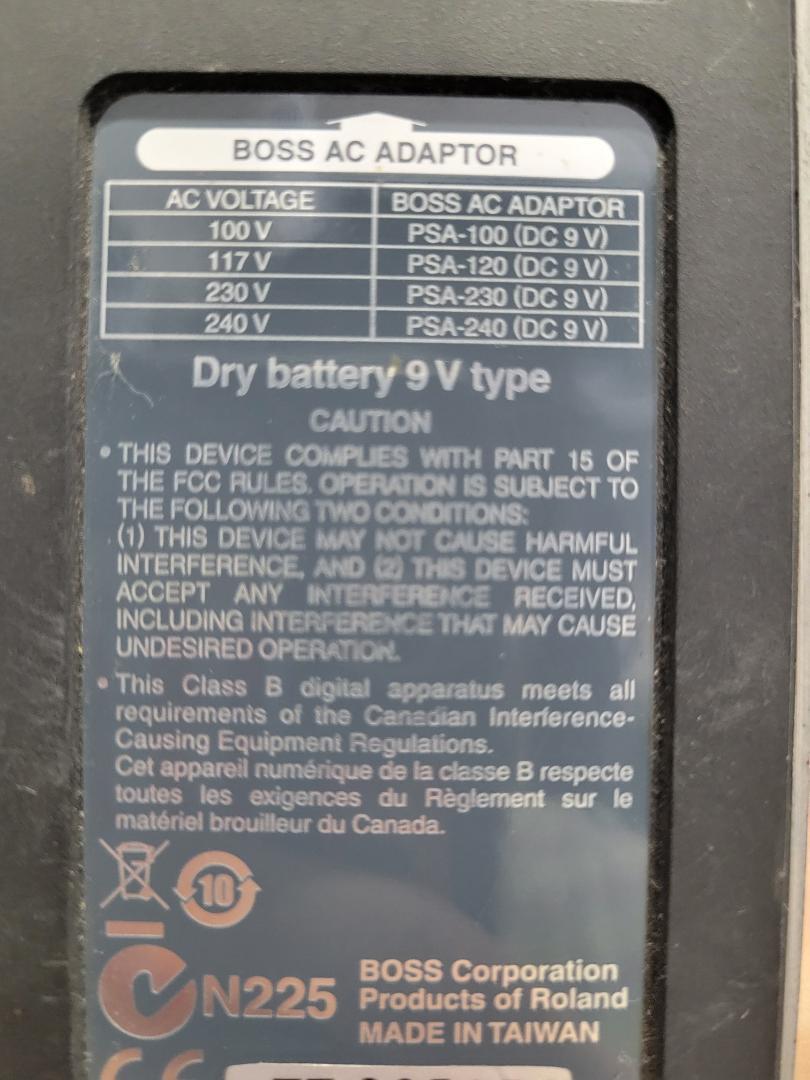 BOSS AC ADAPTOR
AC VOLTAGE BOSS AC ADAPTOR
100 V PSA-100 (DC 9 V)
117 V PSA-120 (DC 9 V)
230 V PSA-230 (DC 9 V)
240 V PSA-240 (DC 9 V)
Dry battery 9 V type
CAUTION
• THIS DEVICE COMPLIES WITH PART 15 OF
THE FCC RULES. OPERATION IS SUBJECT TO
THE FOLLOWING TWO CONDITIONS:
(1) THIS DEVICE MAY NOT CAUSE HARMFUL
INTERFERENCE, AND (2) THIS DEVICE MUST
ACCEPT ANY INTERFERENCE RECEIVED,
INCLUDING INTERFERENCE THAT MAY CAUSE
UNDESIRED OPERATION.
• This Class B digital apparatus meets all
requirements of the Canadian Interference-
Causing Equipment Regulations.
Cet appareil numérique de la classe B respecte
toutes les exigences du Règlement sur le
matériel brouilleur du Canada.
10
N225
BOSS Corporation
Products of Roland
MADE IN TAIWAN